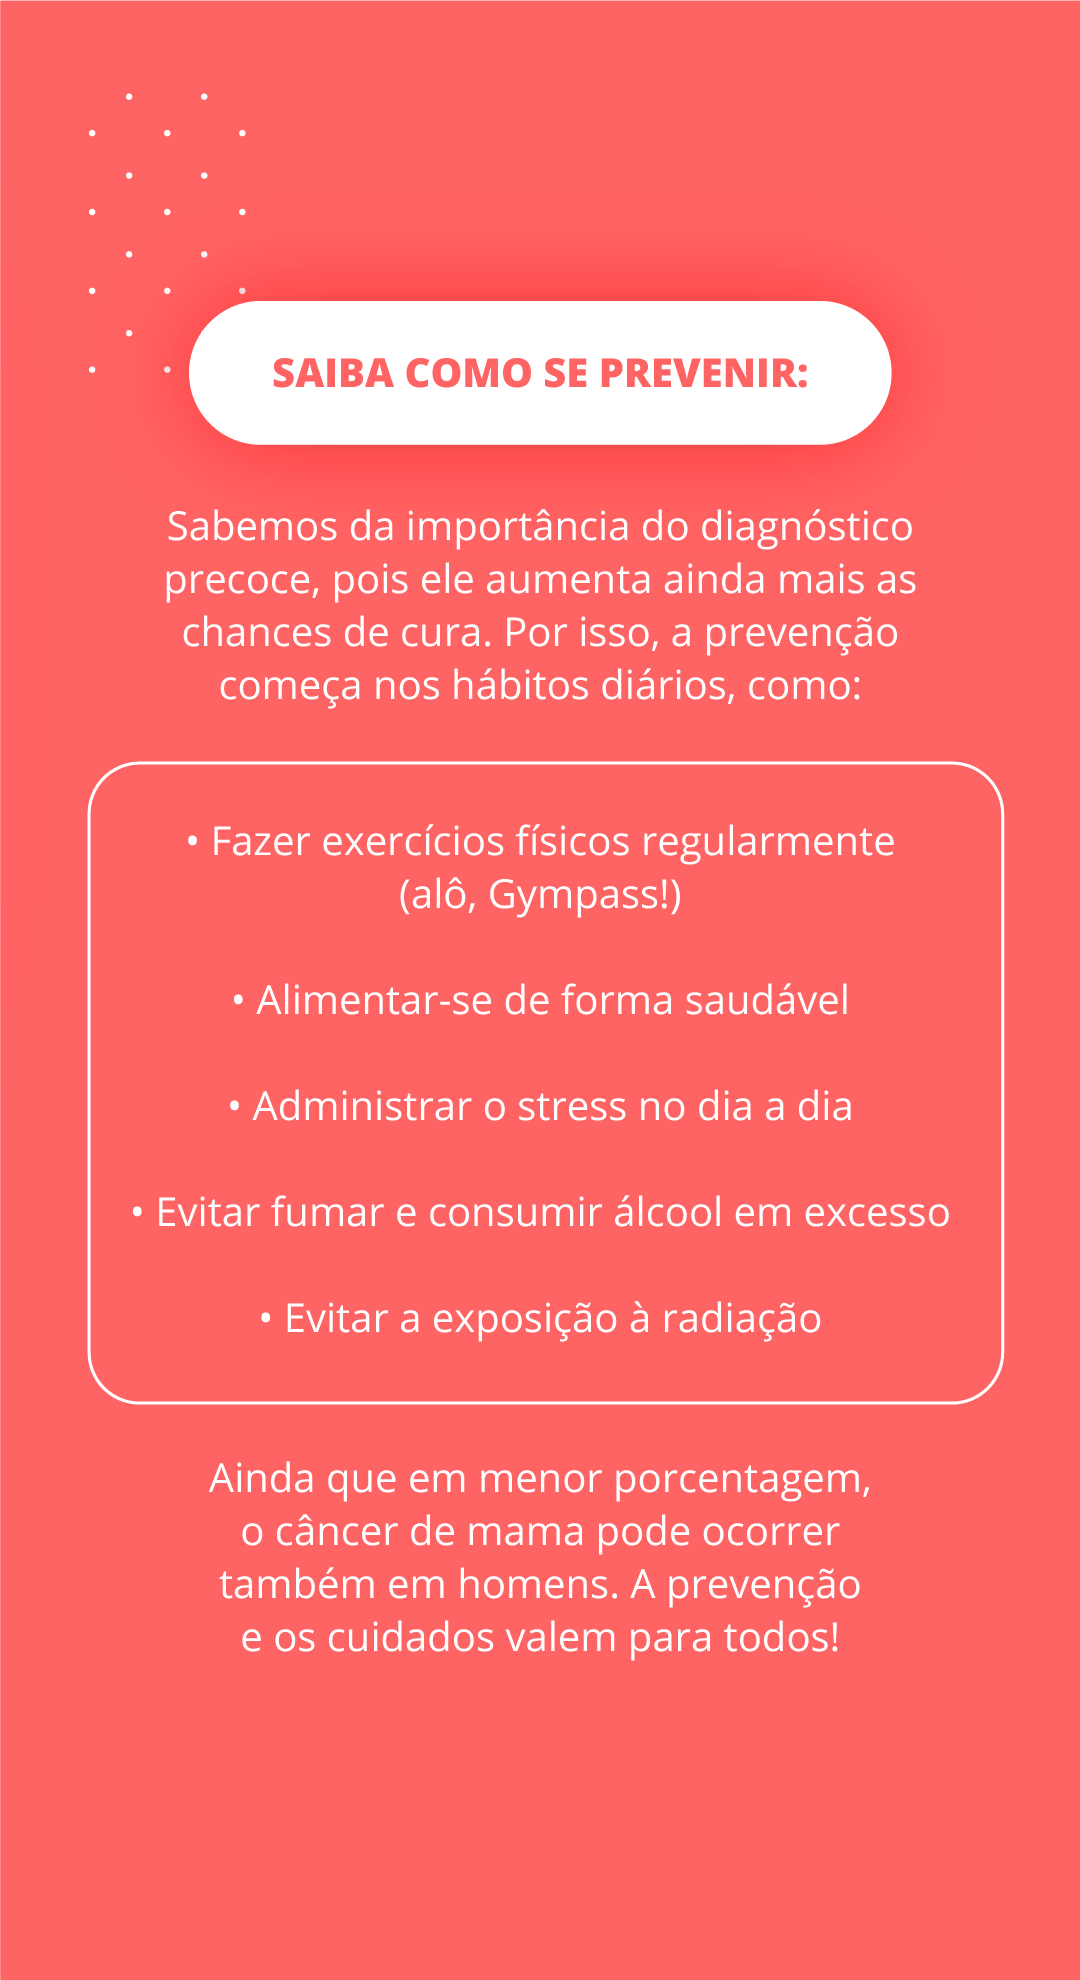 SAIBA COMO SE PREVENIR:
Sabemos da importância do diagnóstico
precoce, pois ele aumenta ainda mais as
chances de cura. Por isso, a prevenção
começa nos hábitos diários, como:
• Fazer exercícios físicos regularmente
(alô, Gympass!)
• Alimentar-se de forma saudável
• Administrar o stress no dia a dia
• Evitar fumar e consumir álcool em excesso
• Evitar a exposição à radiação
Ainda que em menor porcentagem,
o câncer de mama pode ocorrer
também em homens. A prevenção
e os cuidados valem para todos!